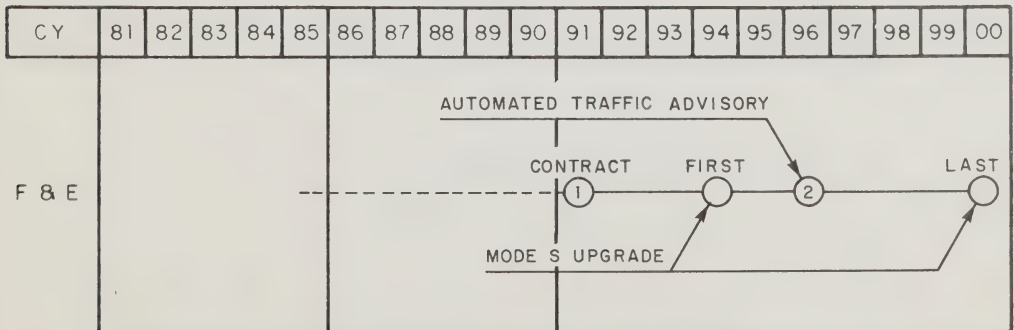 CY 81 82 83 84 85 86 87 88 89 90 91 92 93 94 95 96 97 98 99 00
AUTOMATED TRAFFIC ADVISORY
CONTRACT FIRST LAST
F & E 1 2
MODE S UPGRADE